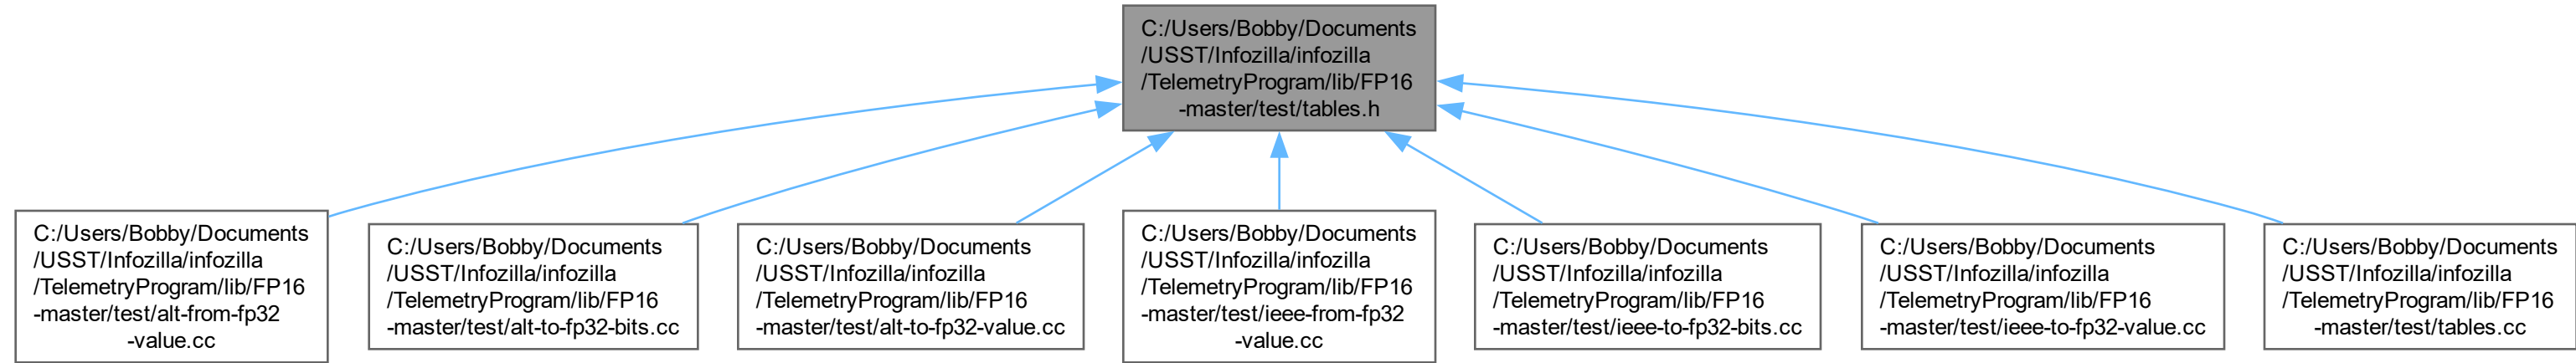 C:/Users/Bobby/Documents
/USST/Infozilla/infozilla
/TelemetryProgram/lib/FP16
-master/test/tables.h
C:/Users/Bobby/Documents
/USST/Infozilla/infozilla
/TelemetryProgram/lib/FP16
-master/test/alt-from-fp32
-value.cc
C:/Users/Bobby/Documents
/USST/Infozilla/infozilla
/TelemetryProgram/lib/FP16
-master/test/alt-to-fp32-bits.cc
C:/Users/Bobby/Documents
/USST/Infozilla/infozilla
/TelemetryProgram/lib/FP16
-master/test/alt-to-fp32-value.cc
C:/Users/Bobby/Documents
/USST/Infozilla/infozilla
/TelemetryProgram/lib/FP16
-master/test/ieee-from-fp32
-value.cc
C:/Users/Bobby/Documents
/USST/Infozilla/infozilla
/TelemetryProgram/lib/FP16
-master/test/ieee-to-fp32-bits.cc
C:/Users/Bobby/Documents
/USST/Infozilla/infozilla
/TelemetryProgram/lib/FP16
-master/test/ieee-to-fp32-value.cc
C:/Users/Bobby/Documents
/USST/Infozilla/infozilla
/TelemetryProgram/lib/FP16
-master/test/tables.cc